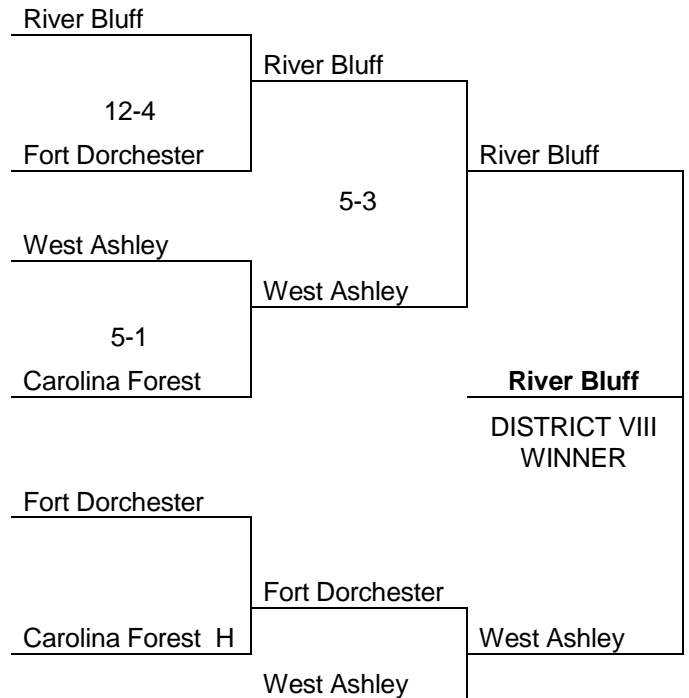 River Bluff
River Bluff
12-4
Fort Dorchester
River Bluff
5-3
West Ashley
West Ashley
5-1
Carolina Forest
River Bluff
DISTRICT VIII
WINNER
Fort Dorchester
Fort Dorchester
Carolina Forest H
West Ashley
West Ashley